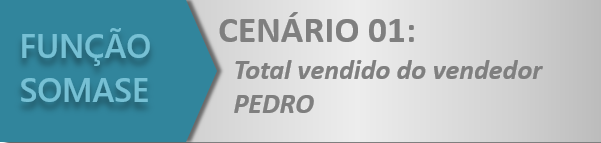 FUNÇÃO
SOMASE
CENÁRIO 01:
Total vendido do vendedor
PEDRO